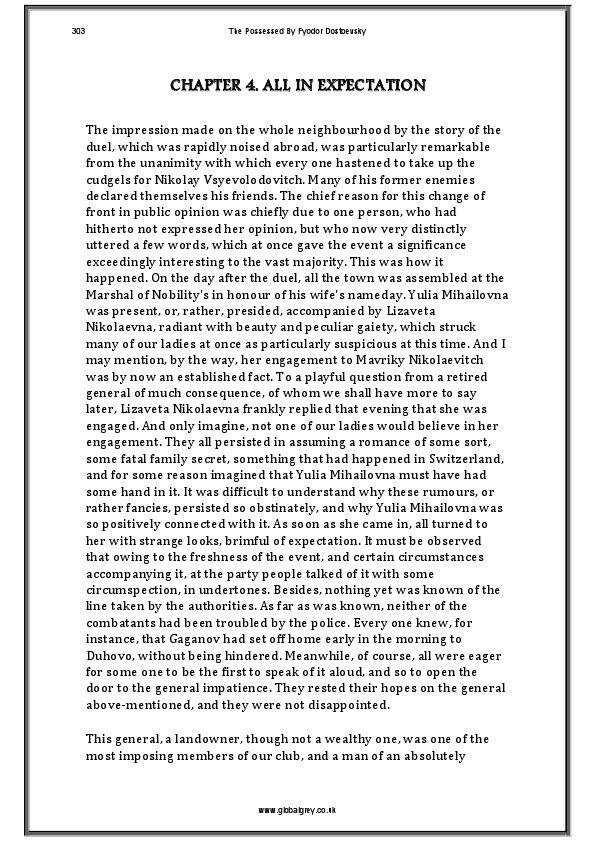 303 The Possessed By Fyodor Dostoevsky
CHAPTER 4. ALL IN EXPECTATION
The impression made on the whole neighbourhood by the story of the
duel, which was rapidly noised abroad, was particularly remarkable
from the unanimity with which every one hastened to take up the
cudgels for Nikolay Vsyevolodovitch. Many of his former enemies
declared themselves his friends. The chief reason for this change of
front in public opinion was chiefly due to one person, who had
hitherto not expressed her opinion, but who now very distinctly
uttered a few words, which at once gave the event a significance
exceedingly interesting to the vast majority. This was how it
happened. On the day after the duel, all the town was assembled at the
Marshal of Nobility's in honour of his wife's nameday. Yulia Mihailovna
was present, or, rather, presided, accompanied by Lizaveta
Nikolaevna, radiant with beauty and peculiar gaiety, which struck
many of our ladies at once as particularly suspicious at this time. And I
may mention, by the way, her engagement to Mavriky Nikolaevitch
was by now an established fact. To a playful question from a retired
general of much consequence, of whom we shall have more to say
later, Lizaveta Nikolaevna frankly replied that evening that she was
engaged. And only imagine, not one of our ladies would believe in her
engagement. They all persisted in assuming a romance of some sort,
some fatal family secret, something that had happened in Switzerland,
and for some reason imagined that Yulia Mihailovna must have had
some hand in it. It was difficult to understand why these rumours, or
rather fancies, persisted so obstinately, and why Yulia Mihailovna was
so positively connected with it. As soon as she came in, all turned to
her with strange looks, brimful of expectation. It must be observed
that owing to the freshness of the event, and certain circumstances
accompanying it, at the party people talked of it with some
circumspection, in undertones. Besides, nothing yet was known of the
line taken by the authorities. As far as was known, neither of the
combatants had been troubled by the police. Every one knew, for
instance, that Gaganov had set off home early in the morning to
Duhovo, without being hindered. Meanwhile, of course, all were eager
for some one to be the first to speak of it aloud, and so to open the
door to the general impatience. They rested their hopes on the general
above-mentioned, and they were not disappointed.
This general, a landowner, though not a wealthy one, was one of the
most imposing members of our club, and a man of an absolutely
www.globalgrey.co.uk